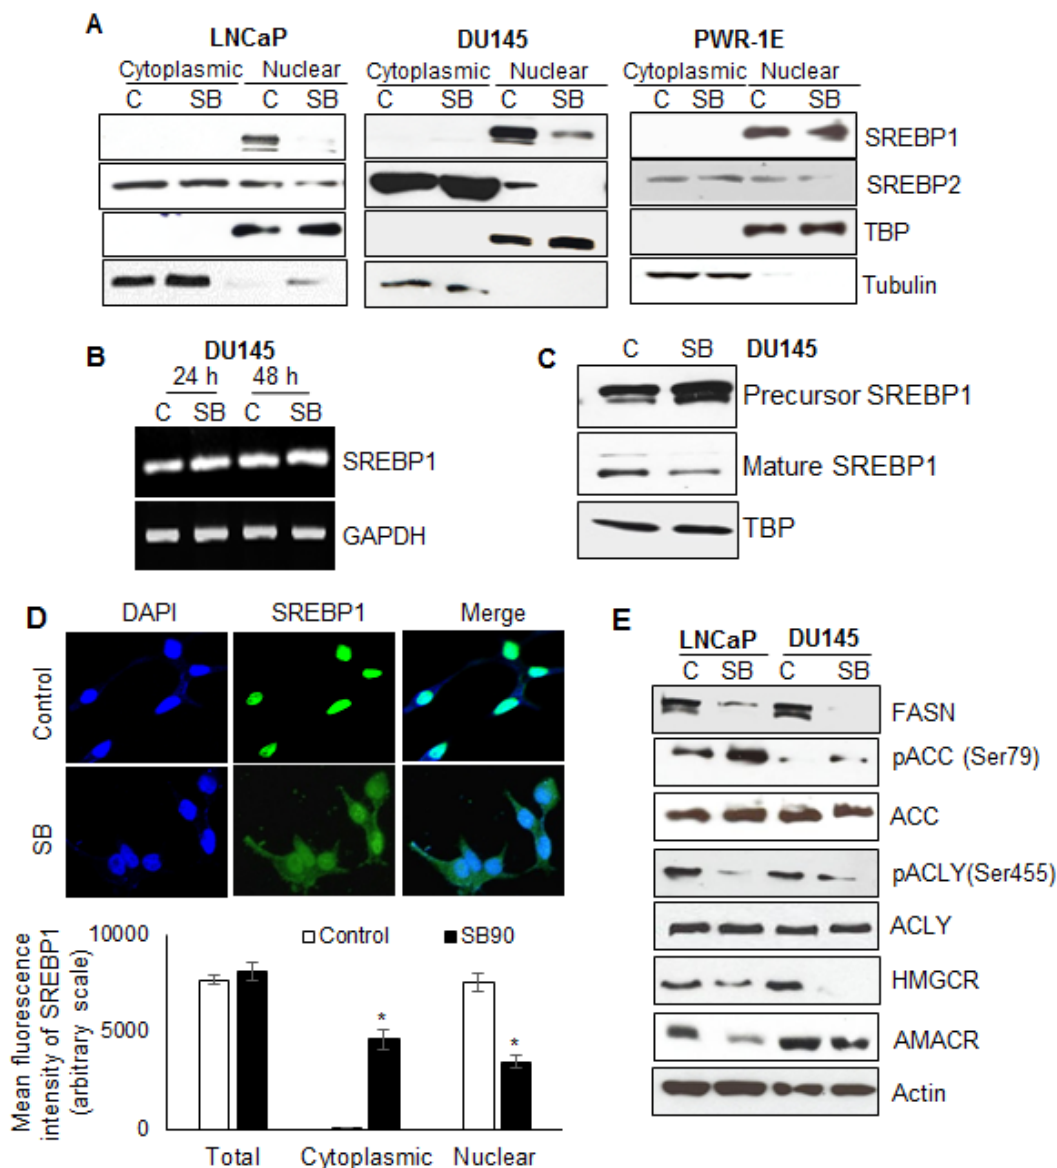 A
LNCaP DU145 PWR-1E
Cytoplasmic Nuclear Cytoplasmic Nuclear Cytoplasmic Nuclear
C SB C SB C SB C SB C SB C SB
SREBP1
SREBP2
TBP
Tubulin
B
DU145
24 h 48 h
C SB C SB
SREBP1
GAPDH
C
C SB DU145
Precursor SREBP1
Mature SREBP1
TBP
D
DAPI SREBP1 Merge
Control
SB
Mean fluorescence
intensity of SREBP1
(arbitrary scale)
10000
5000
0
Control SB90
*
*
Total Cytoplasmic Nuclear
E
LNCaP DU145
C SB C SB
FASN
pACC (Ser79)
ACC
pACLY(Ser455)
ACLY
HMGCR
AMACR
Actin